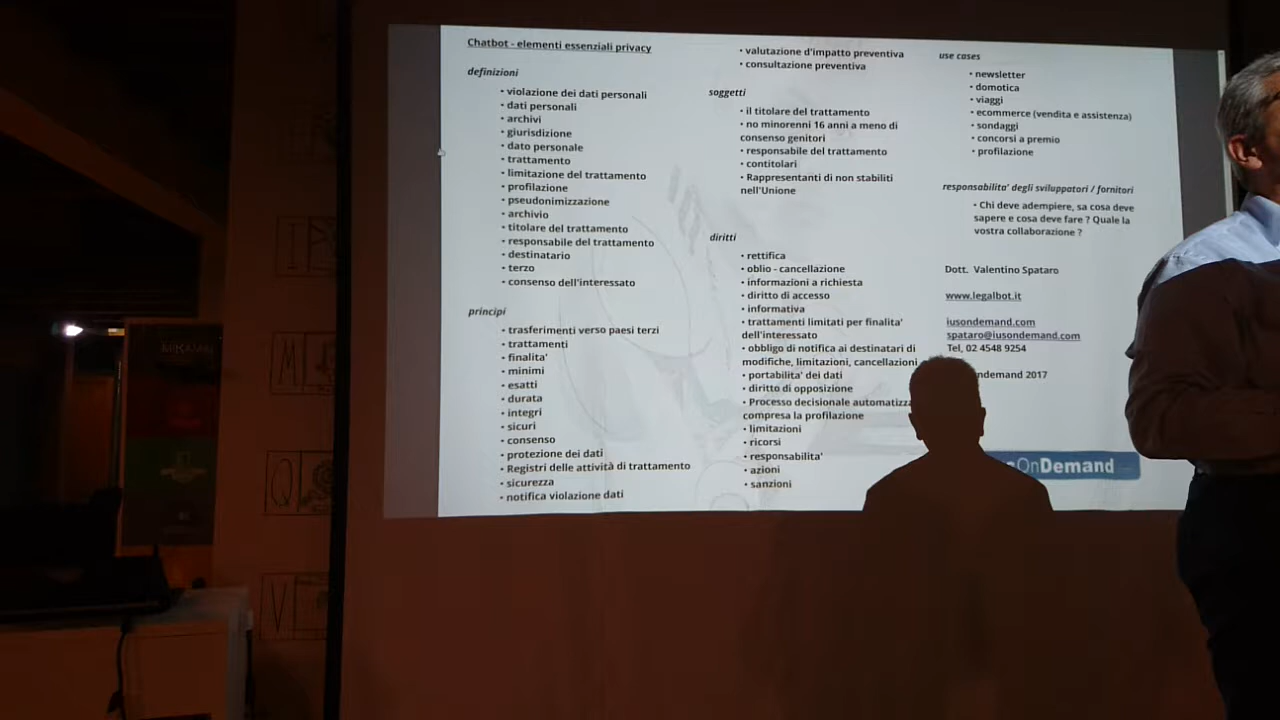 Chatbot - elementi essenziali privacy
definizioni
• violazione dei dati personali
• dati personali
• archivi
• giurisdizione
• dato personale
• trattamento
• limitazione del trattamento
• profilazione
• pseudonimizzazione
• archivio
• titolare del trattamento
• responsabile del trattamento
• destinatario
• terzo
• consenso dell'interessato
principi
• trasferimenti verso paesi terzi
• trattamenti
• finalita'
• minimi
• esatti
• durata
• integri
• sicuri
• consenso
• protezione dei dati
• Registri delle attività di trattamento
• sicurezza
• notifica violazione dati
• valutazione d'impatto preventiva
• consultazione preventiva
soggetti
• il titolare del trattamento
• no minorenni 16 anni a meno di
consenso genitori
• responsabile del trattamento
• contitolari
• Rappresentanti di non stabiliti
nell'Unione
diritti
• rettifica
• oblio - cancellazione
• informazioni a richiesta
• diritto di accesso
• informativa
• trattamenti limitati per finalita'
dell'interessato
• obbligo di notifica ai destinatari di
modifiche, limitazioni, cancellazioni
• portabilita' dei dati
• diritto di opposizione
• Processo decisionale automatizza
compresa la profilazione
• limitazioni
• ricorsi
• responsabilita'
• azioni
• sanzioni
use cases
• newsletter
• domotica
• viaggi
• ecommerce (vendita e assistenza)
• sondaggi
• concorsi a premio
• profilazione
responsabilita' degli sviluppatori / fornitori
• Chi deve adempiere, sa cosa deve
sapere e cosa deve fare ? Quale la
vostra collaborazione ?
Dott. Valentino Spataro
www.legalbot.it
iusondemand.com
spataro@iusondemand.com
Tel, 02 4548 9254
ndemand 2017
OnDemand